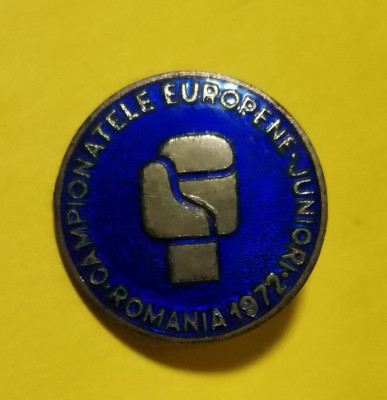 CAMPIONATELE EUROPENE·JUNIORI·
ROMANIA 1972·